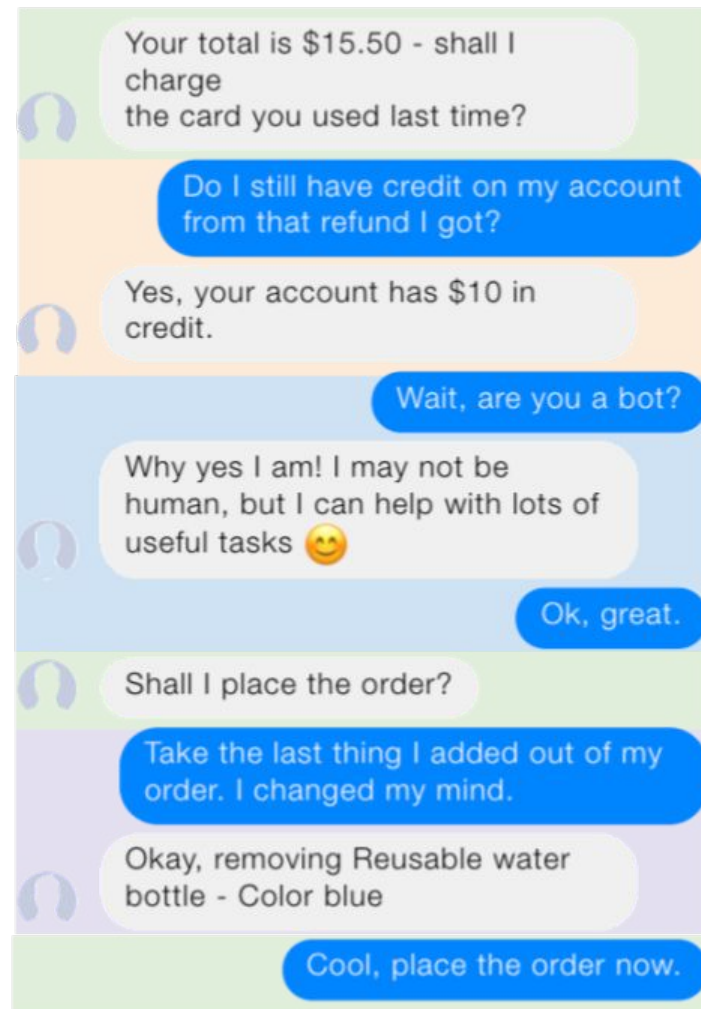 Your total is $15.50 - shall I
charge
the card you used last time?
Do I still have credit on my account
from that refund I got?
Yes, your account has $10 in
credit.
Wait, are you a bot?
Why yes I am! I may not be
human, but I can help with lots of
useful tasks 😊
Ok, great.
Shall I place the order?
Take the last thing I added out of my
order. I changed my mind.
Okay, removing Reusable water
bottle - Color blue
Cool, place the order now.